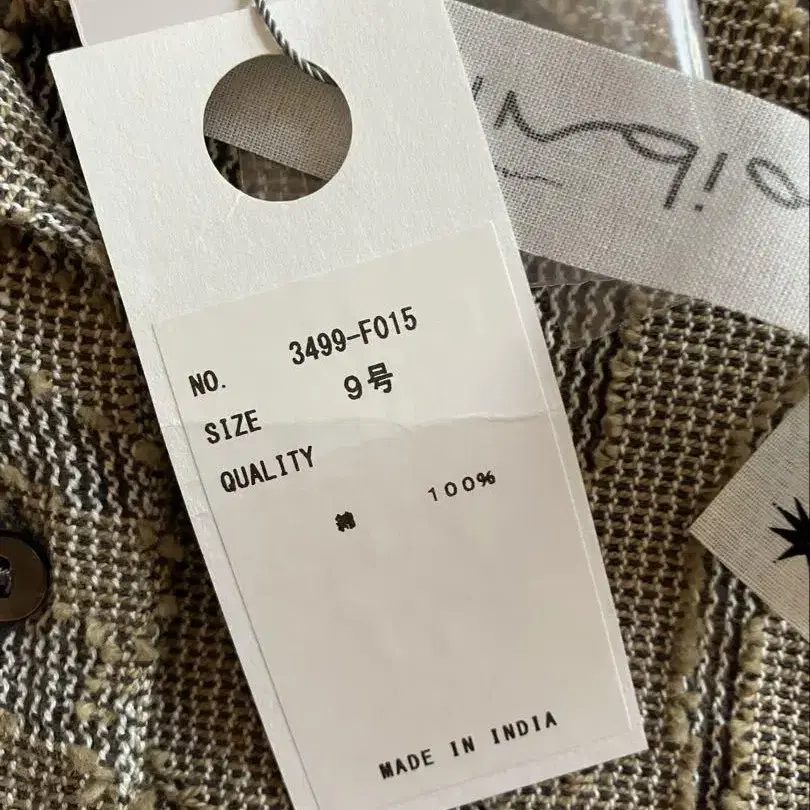 NO. 3499-F015
SIZE 9号
QUALITY
綿 100%
MADE IN INDIA